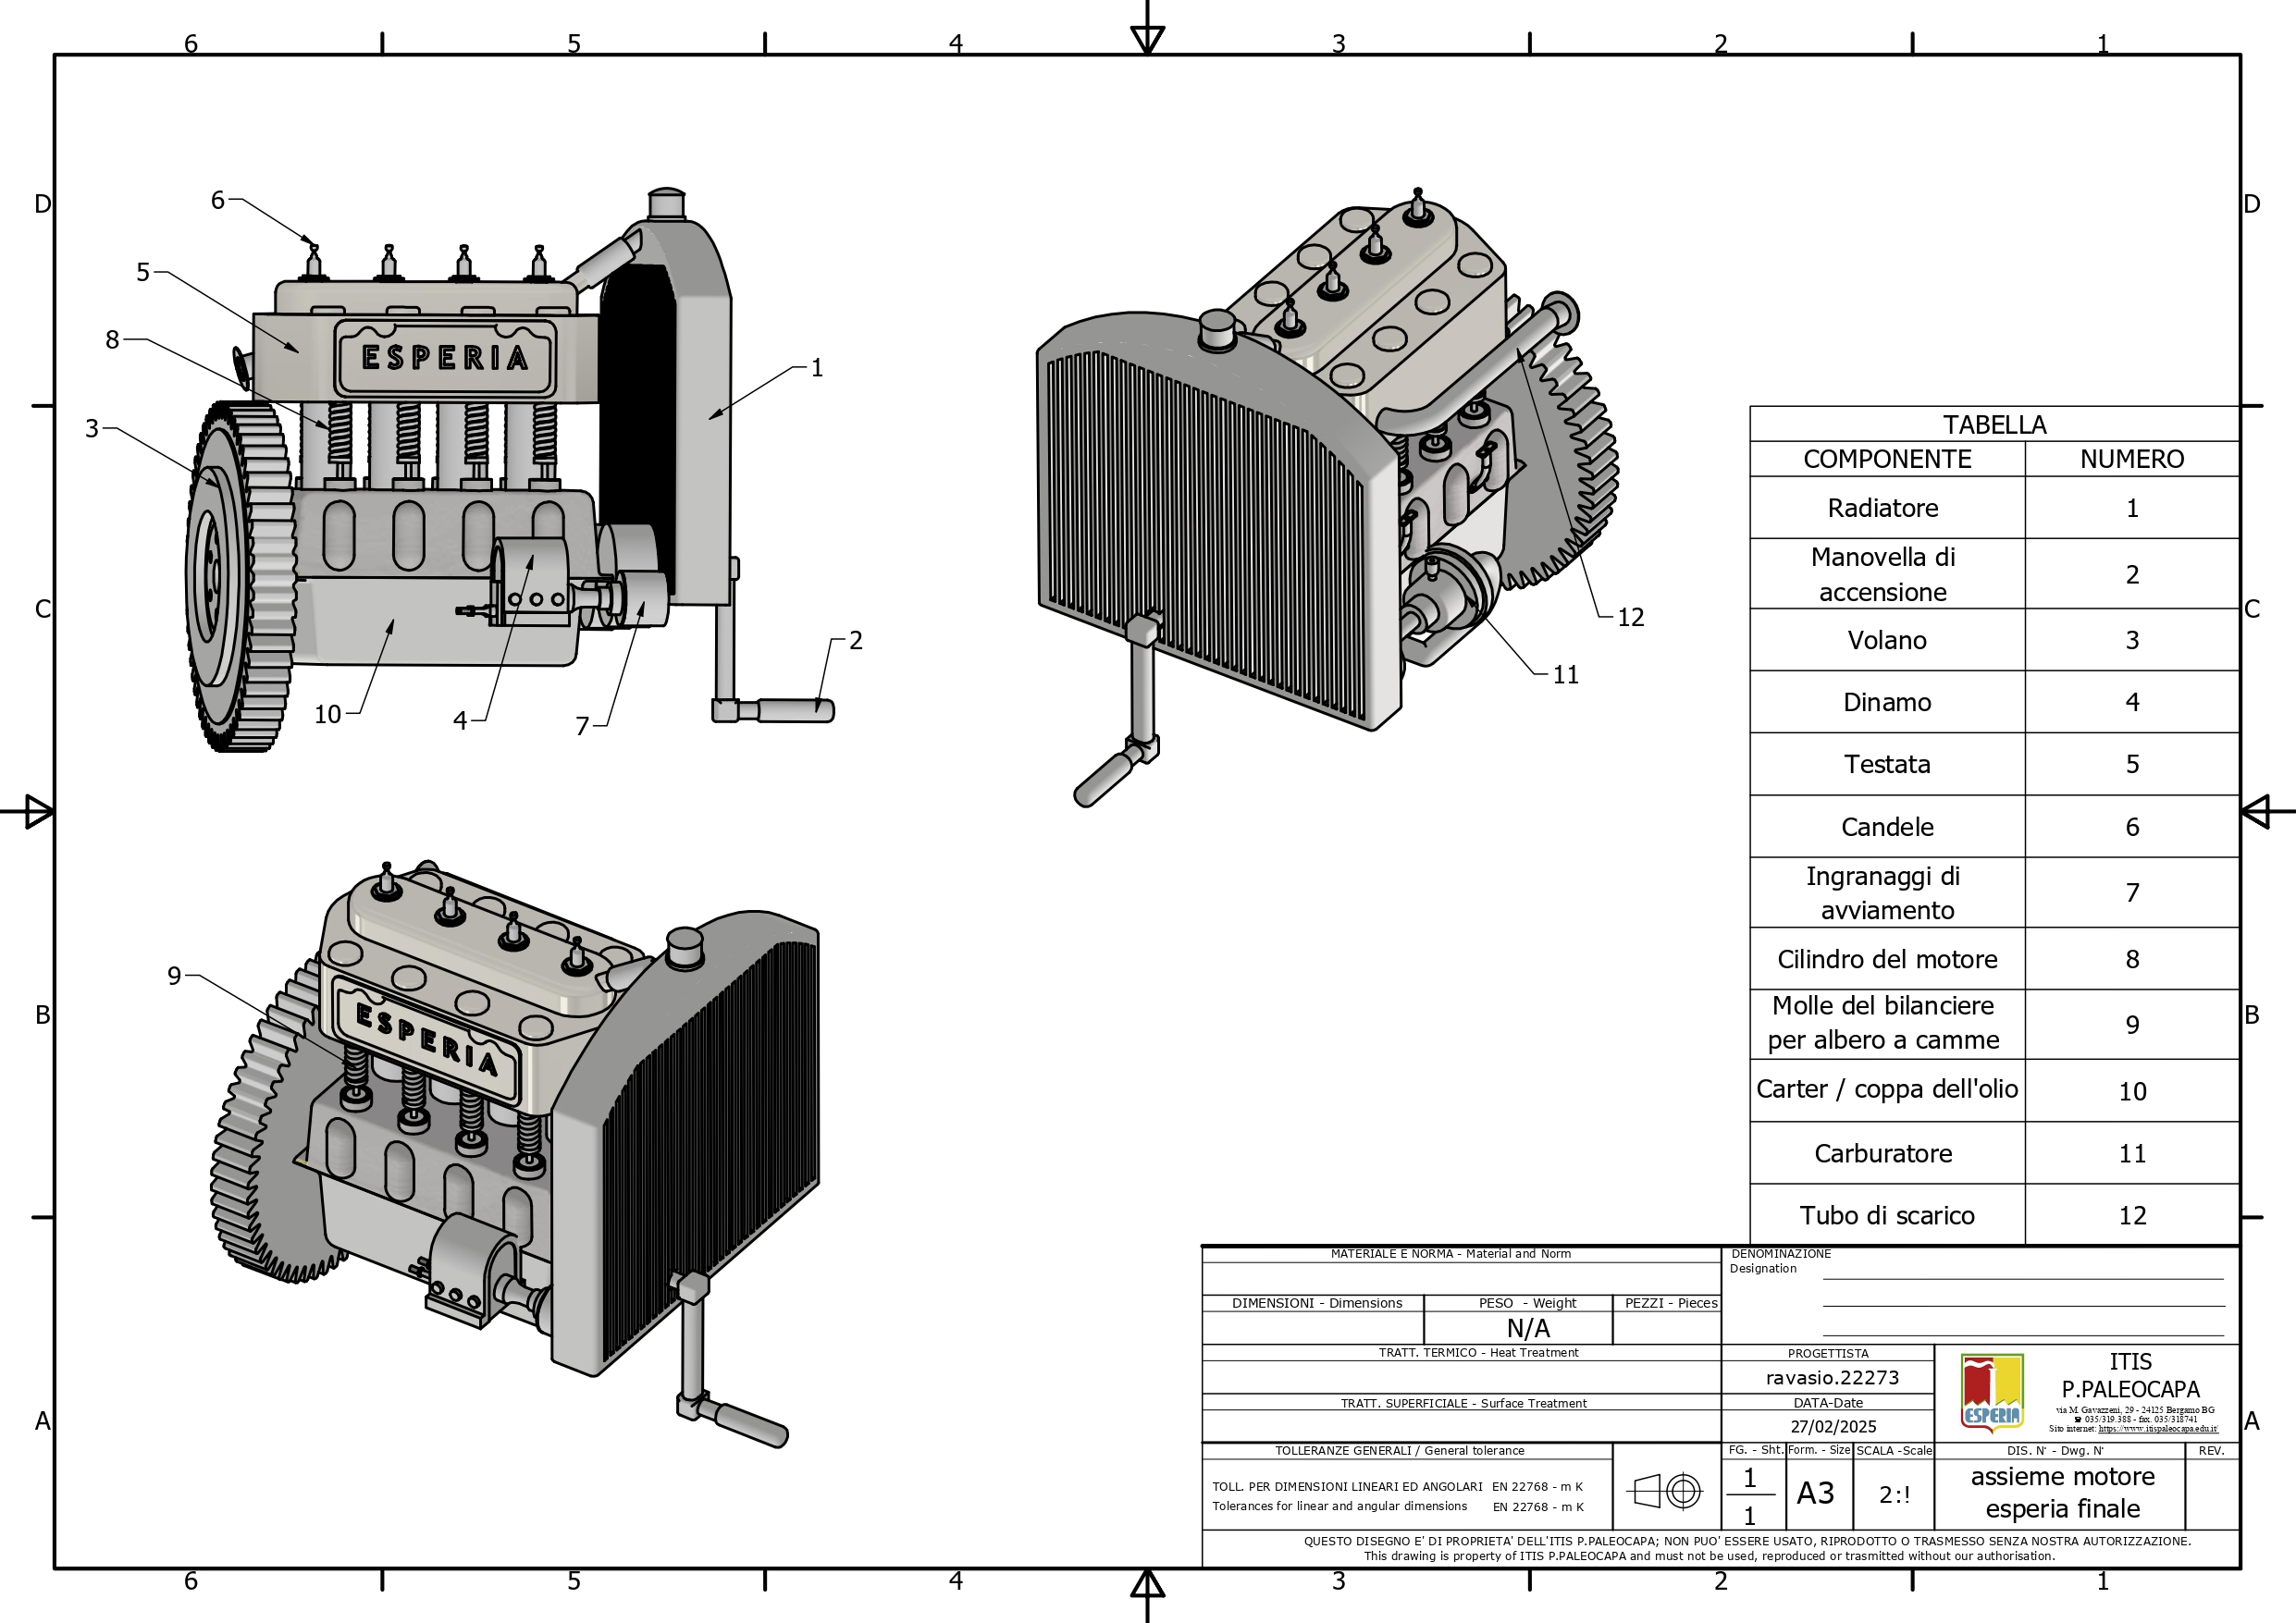 6 5 4 3 2 1
D D
C C
B B
A A
6
5
8
3
10
4
7
1
2
ESPERIA
12
11
9
ESPERIA
TABELLA
COMPONENTE NUMERO
Radiatore 1
Manovella di
accensione 2
Volano 3
Dinamo 4
Testata 5
Candele 6
Ingranaggi di
avviamento 7
Cilindro del motore 8
Molle del bilanciere
per albero a camme 9
Carter / coppa dell'olio 10
Carburatore 11
Tubo di scarico 12
MATERIALE E NORMA - Material and Norm
DENOMINAZIONE
Designation
DIMENSIONI - Dimensions PESO - Weight PEZZI - Pieces
N/A
TRATT. TERMICO - Heat Treatment
PROGETTISTA
ravasio.22273
TRATT. SUPERFICIALE - Surface Treatment
DATA-Date
27/02/2025
ESPERIA
ITIS
P.PALEOCAPA
via M. Gavazzeni, 29 - 24125 Bergamo BG
☎ 035/319.388 - fax. 035/318741
Sito internet: https://www.itispaleocapa.edu.it/
TOLLERANZE GENERALI / General tolerance
TOLL. PER DIMENSIONI LINEARI ED ANGOLARI EN 22768 - m K
Tolerances for linear and angular dimensions EN 22768 - m K
FG. - Sht. Form. - Size SCALA -Scale DIS. N° - Dwg. N° REV.
1
1
A3
2:!
assieme motore
esperia finale
QUESTO DISEGNO E' DI PROPRIETA' DELL'ITIS P.PALEOCAPA; NON PUO' ESSERE USATO, RIPRODOTTO O TRASMESSO SENZA NOSTRA AUTORIZZAZIONE.
This drawing is property of ITIS P.PALEOCAPA and must not be used, reproduced or trasmitted without our authorisation.
6 5 4 3 2 1